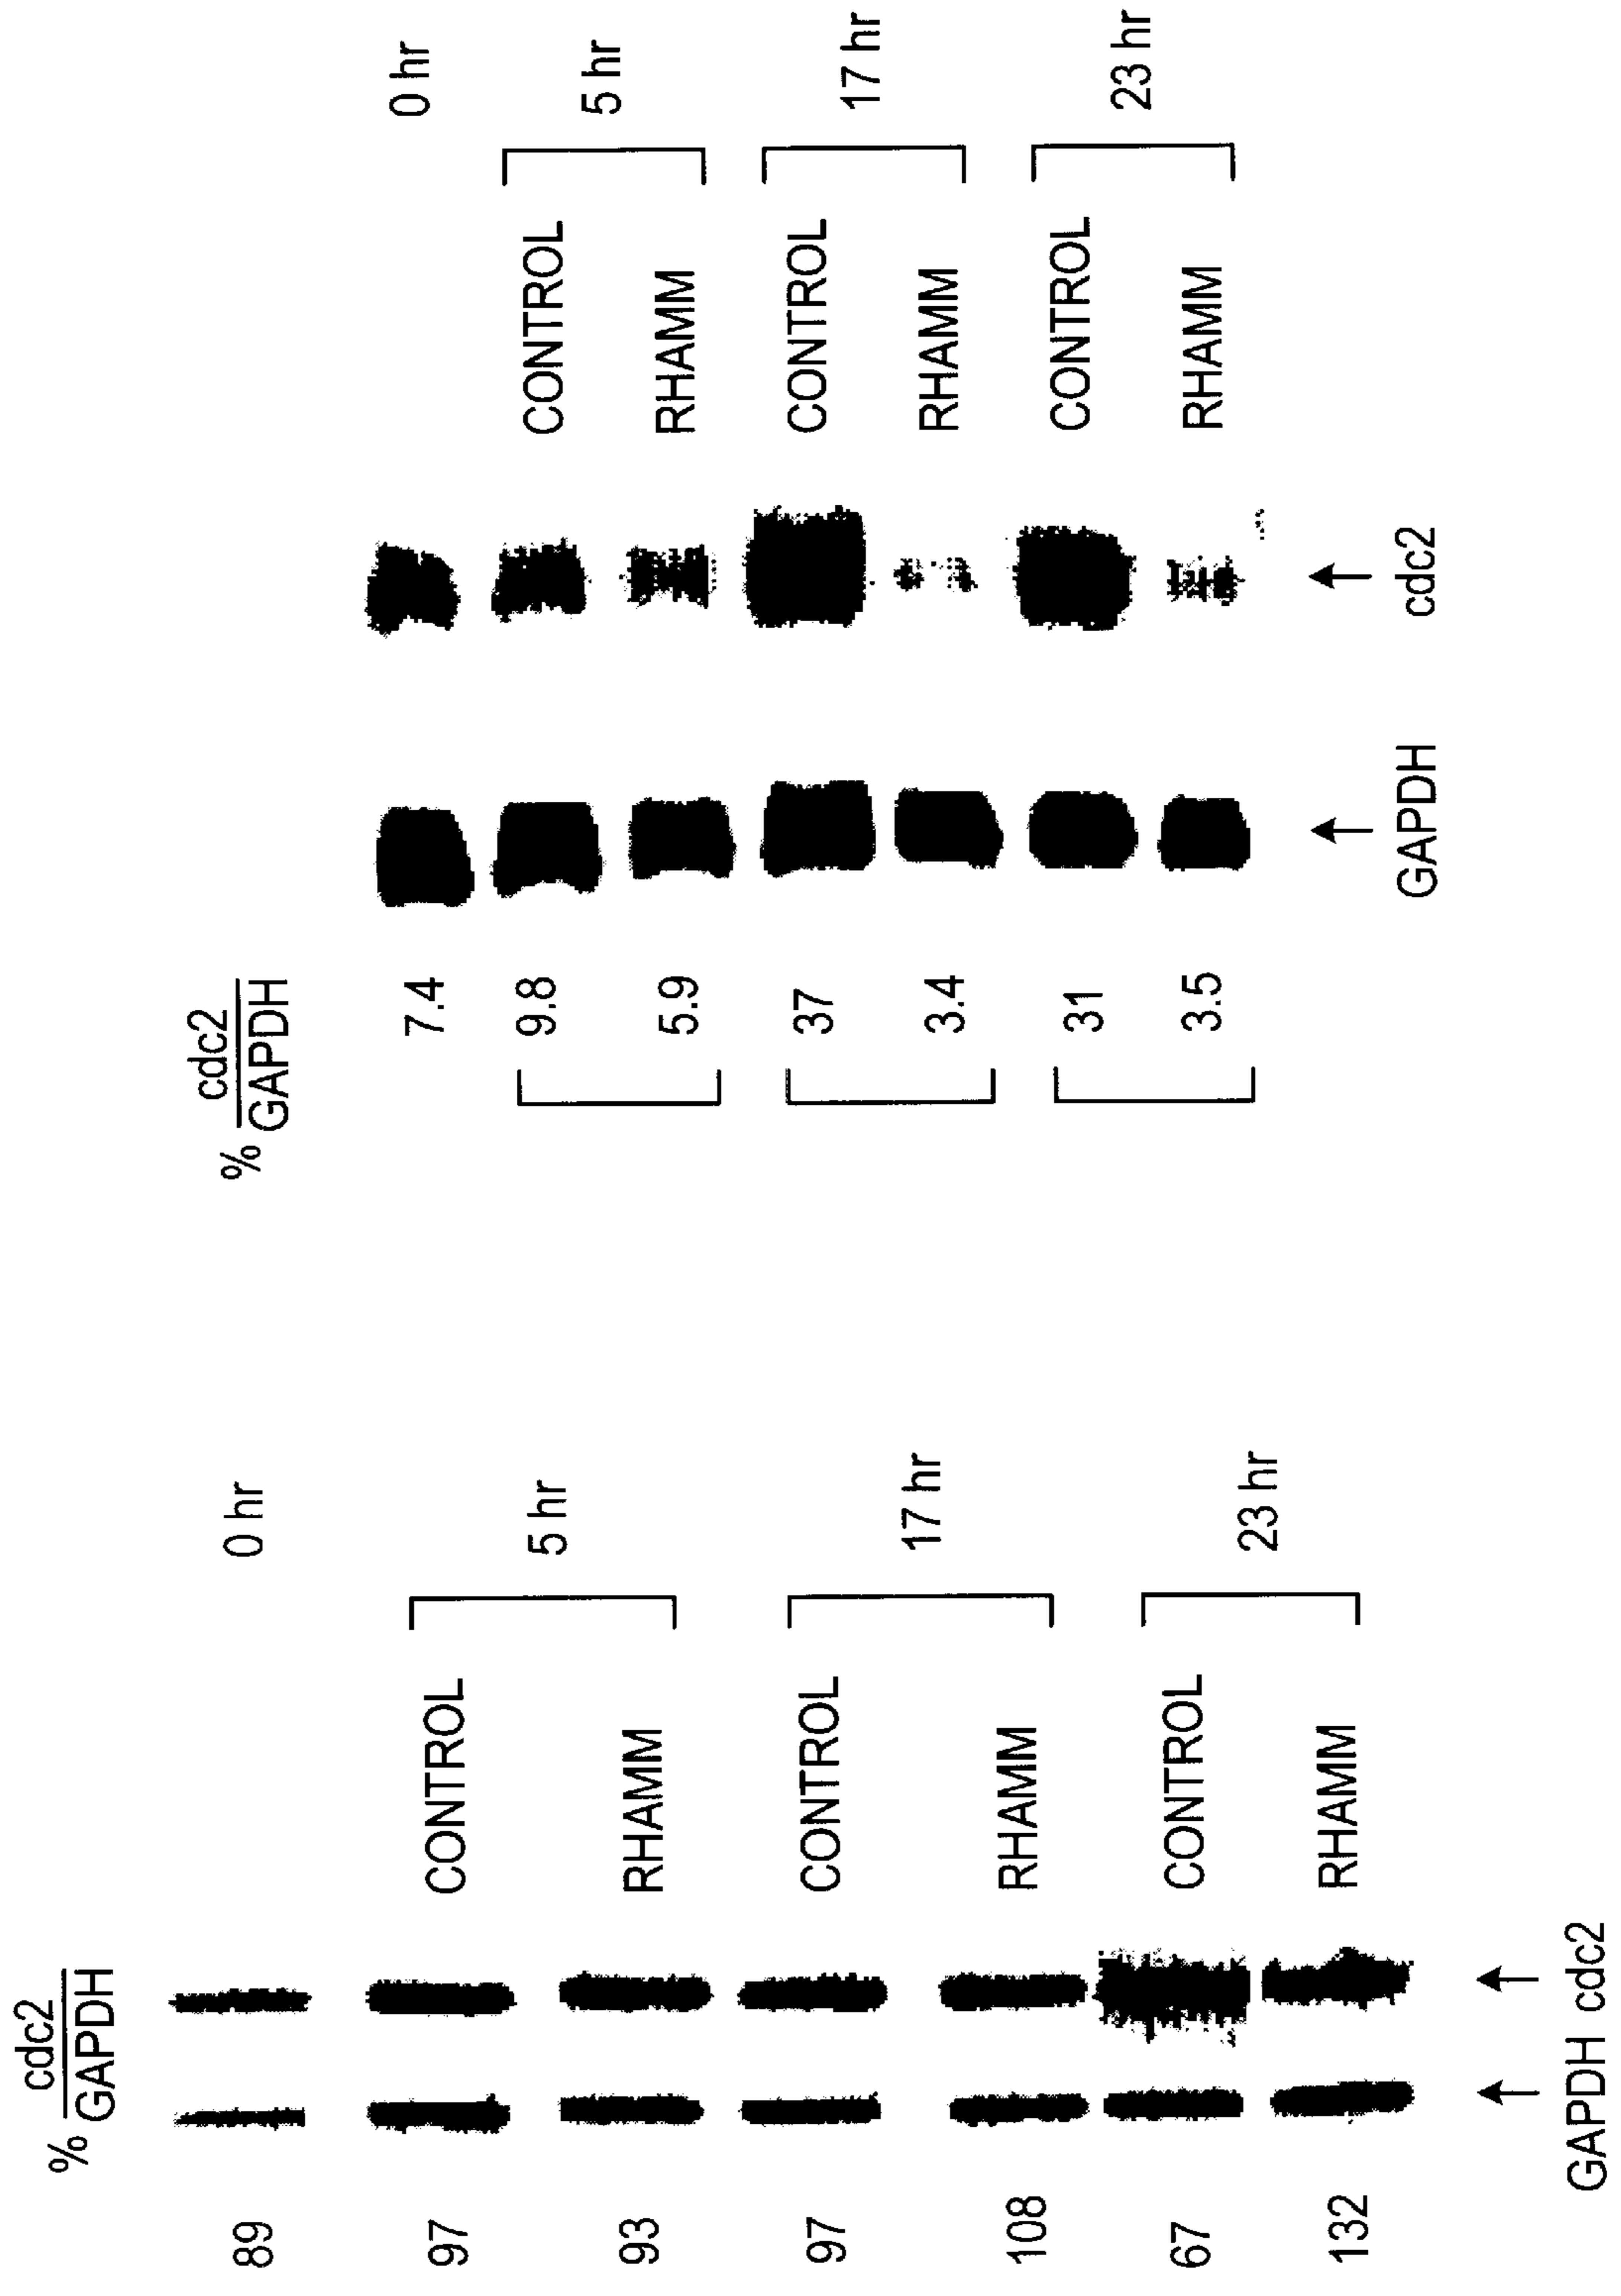 cdc2
% GAPDH
89 0 hr
97 CONTROL
5 hr
93 RHAMM
97 CONTROL
17 hr
108 RHAMM
67 CONTROL
23 hr
132 RHAMM
GAPDH cdc2
cdc2
% GAPDH
7.4 0 hr
9.8 CONTROL
5 hr
5.9 RHAMM
37 CONTROL
17 hr
3.4 RHAMM
31 CONTROL
23 hr
3.5 RHAMM
GAPDH cdc2